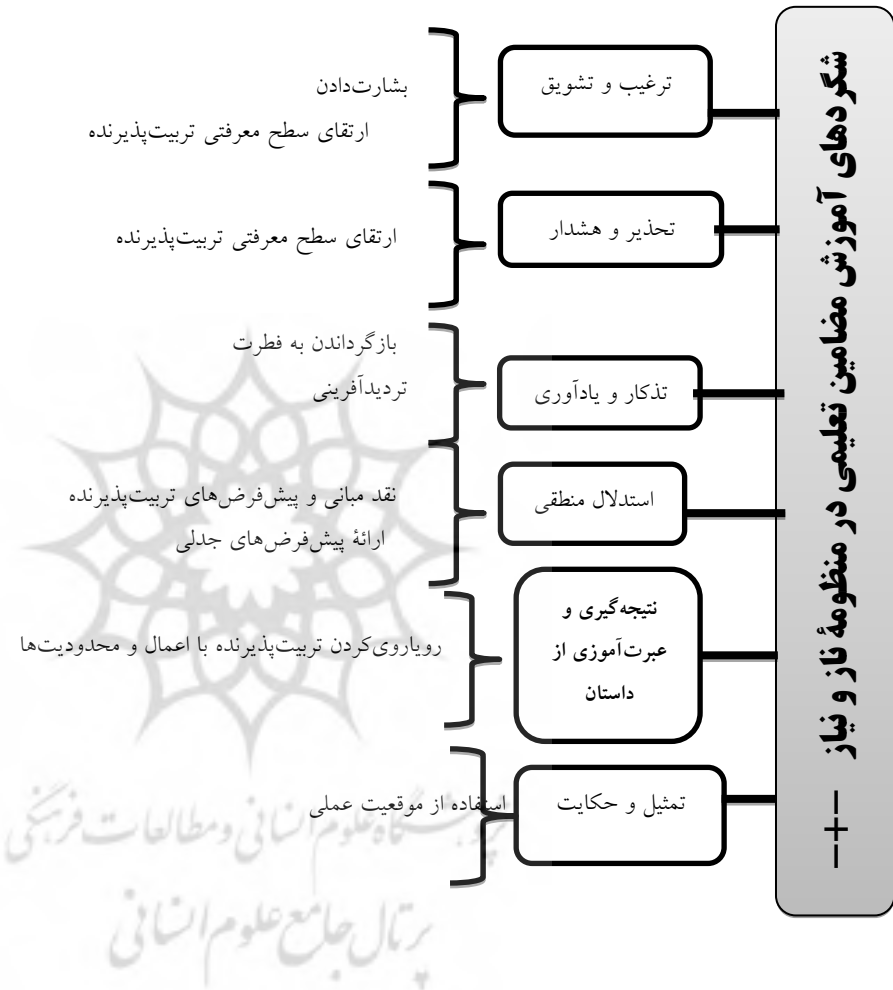 شگردهای آموزش مضامین تعلیمی در منظومهٔ ناز و نیاز
ترغیب و تشویق
بشارت‌دادن
ارتقای سطح معرفتی تربیت‌پذیرنده
تحذیر و هشدار
ارتقای سطح معرفتی تربیت‌پذیرنده
تذکار و یادآوری
بازگرداندن به فطرت
تردیدآفرینی
استدلال منطقی
نقد مبانی و پیش‌فرض‌های تربیت‌پذیرنده
ارائهٔ پیش‌فرض‌های جدلی
نتیجه‌گیری و
عبرت‌آموزی از
داستان
رویاروی‌کردن تربیت‌پذیرنده با اعمال و محدودیت‌ها
تمثیل و حکایت
استفاده از موقعیت عملی
پژوهشگاه علوم انسانی و مطالعات فرهنگی
پرتال جامع علوم انسانی